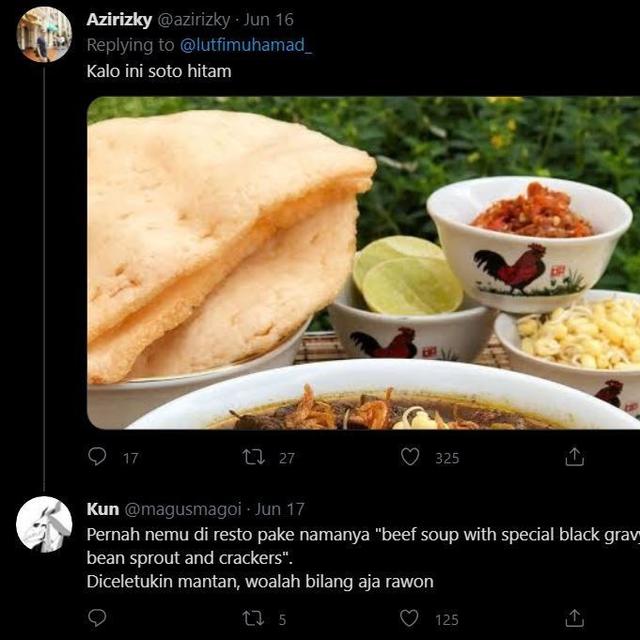 Azirizky @azirizky · Jun 16
Replying to @lutfimuhamad_
Kalo ini soto hitam
17 27 325
Kun @magusmagoi · Jun 17
Pernah nemu di resto pake namanya "beef soup with special black gravy
bean sprout and crackers".
Diceletukin mantan, woalah bilang aja rawon
5 125